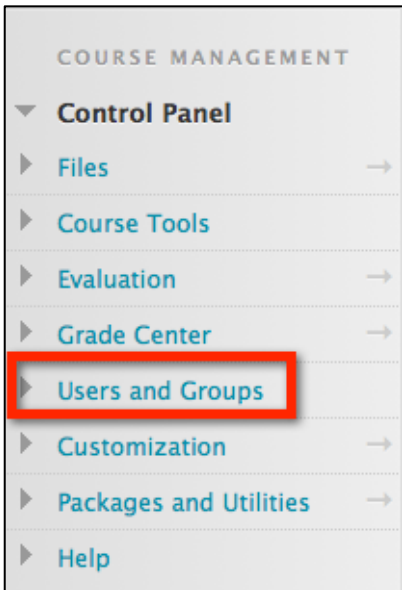 COURSE MANAGEMENT
Control Panel
Files
Course Tools
Evaluation
Grade Center
Users and Groups
Customization
Packages and Utilities
Help